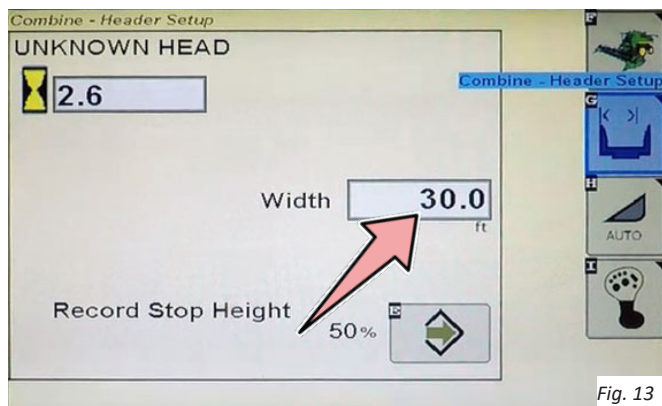 Combine - Header Setup
UNKNOWN HEAD
2.6
Width 30.0
ft
Record Stop Height
50%
E
F
Combine - Header Setup
G
H
AUTO
I
Fig. 13